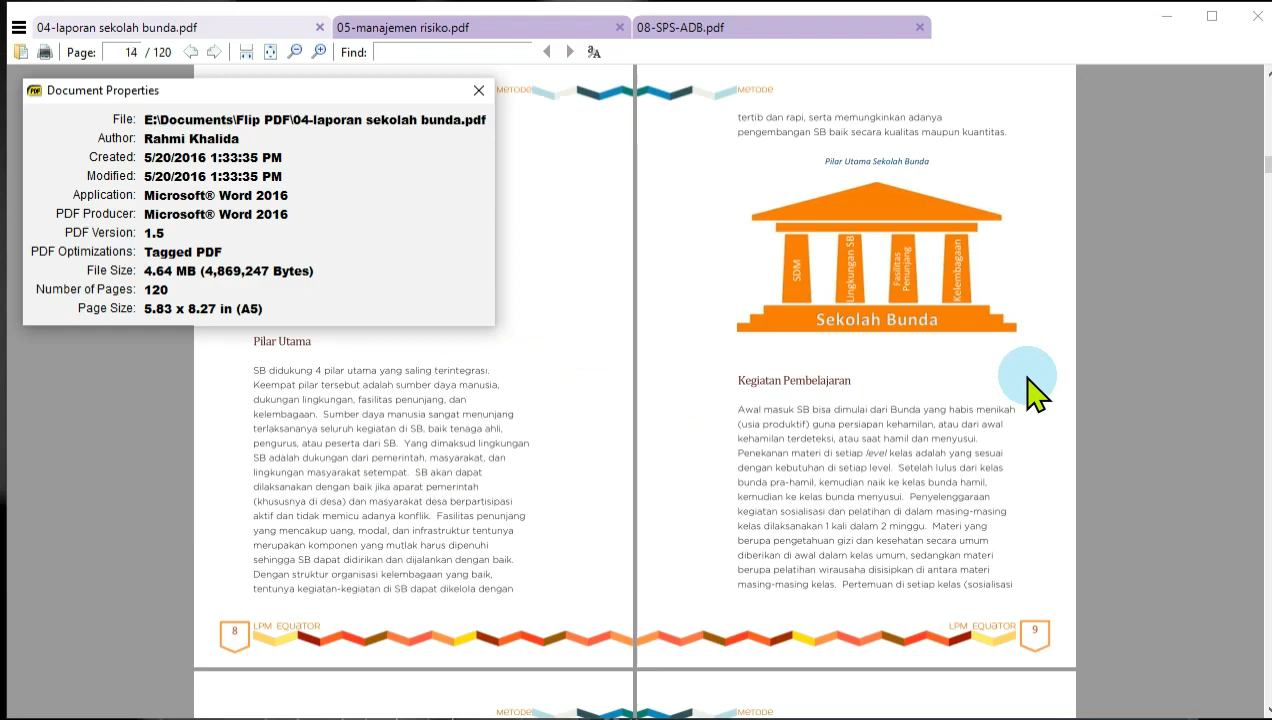 04-laporan sekolah bunda.pdf
05-manajemen risiko.pdf
08-SPS-ADB.pdf
Page: 14 / 120
Find:
Document Properties
File: E:\Documents\Flip PDF\04-laporan sekolah bunda.pdf
Author: Rahmi Khalida
Created: 5/20/2016 1:33:35 PM
Modified: 5/20/2016 1:33:35 PM
Application: Microsoft® Word 2016
PDF Producer: Microsoft® Word 2016
PDF Version: 1.5
PDF Optimizations: Tagged PDF
File Size: 4.64 MB (4,869,247 Bytes)
Number of Pages: 120
Page Size: 5.83 x 8.27 in (A5)
METODE
Pilar Utama
SB didukung 4 pilar utama yang saling terintegrasi.
Keempat pilar tersebut adalah sumber daya manusia,
dukungan lingkungan, fasilitas penunjang, dan
kelembagaan. Sumber daya manusia sangat menunjang
terlaksananya seluruh kegiatan di SB, baik tenaga ahli,
pengurus, atau peserta dari SB. Yang dimaksud lingkungan
SB adalah dukungan dari pemerintah, masyarakat, dan
lingkungan masyarakat setempat. SB akan dapat
dilaksanakan dengan baik jika aparat pemerintah
(khususnya di desa) dan masyarakat desa berpartisipasi
aktif dan tidak memicu adanya konflik. Fasilitas penunjang
yang mencakup uang, modal, dan infrastruktur tentunya
merupakan komponen yang mutlak harus dipenuhi
sehingga SB dapat didirikan dan dijalankan dengan baik.
Dengan struktur organisasi kelembagaan yang baik,
tentunya kegiatan-kegiatan di SB dapat dikelola dengan
8
LPM EQUATOR
METODE
METODE
tertib dan rapi, serta memungkinkan adanya
pengembangan SB baik secara kualitas maupun kuantitas.
Pilar Utama Sekolah Bunda
SDM
Lingkungan SB
Fasilitas
Penunjang
Kelembagaan
Sekolah Bunda
Kegiatan Pembelajaran
Awal masuk SB bisa dimulai dari Bunda yang habis menikah
(usia produktif) guna persiapan kehamilan, atau dari awal
kehamilan terdeteksi, atau saat hamil dan menyusui.
Penekanan materi di setiap level kelas adalah yang sesuai
dengan kebutuhan di setiap level. Setelah lulus dari kelas
bunda pra-hamil, kemudian naik ke kelas bunda hamil,
kemudian ke kelas bunda menyusui. Penyelenggaraan
kegiatan sosialisasi dan pelatihan di dalam masing-masing
kelas dilaksanakan 1 kali dalam 2 minggu. Materi yang
berupa pengetahuan gizi dan kesehatan secara umum
diberikan di awal dalam kelas umum, sedangkan materi
berupa pelatihan wirausaha disisipkan di antara materi
masing-masing kelas. Pertemuan di setiap kelas (sosialisasi
LPM EQUATOR
9
METODE